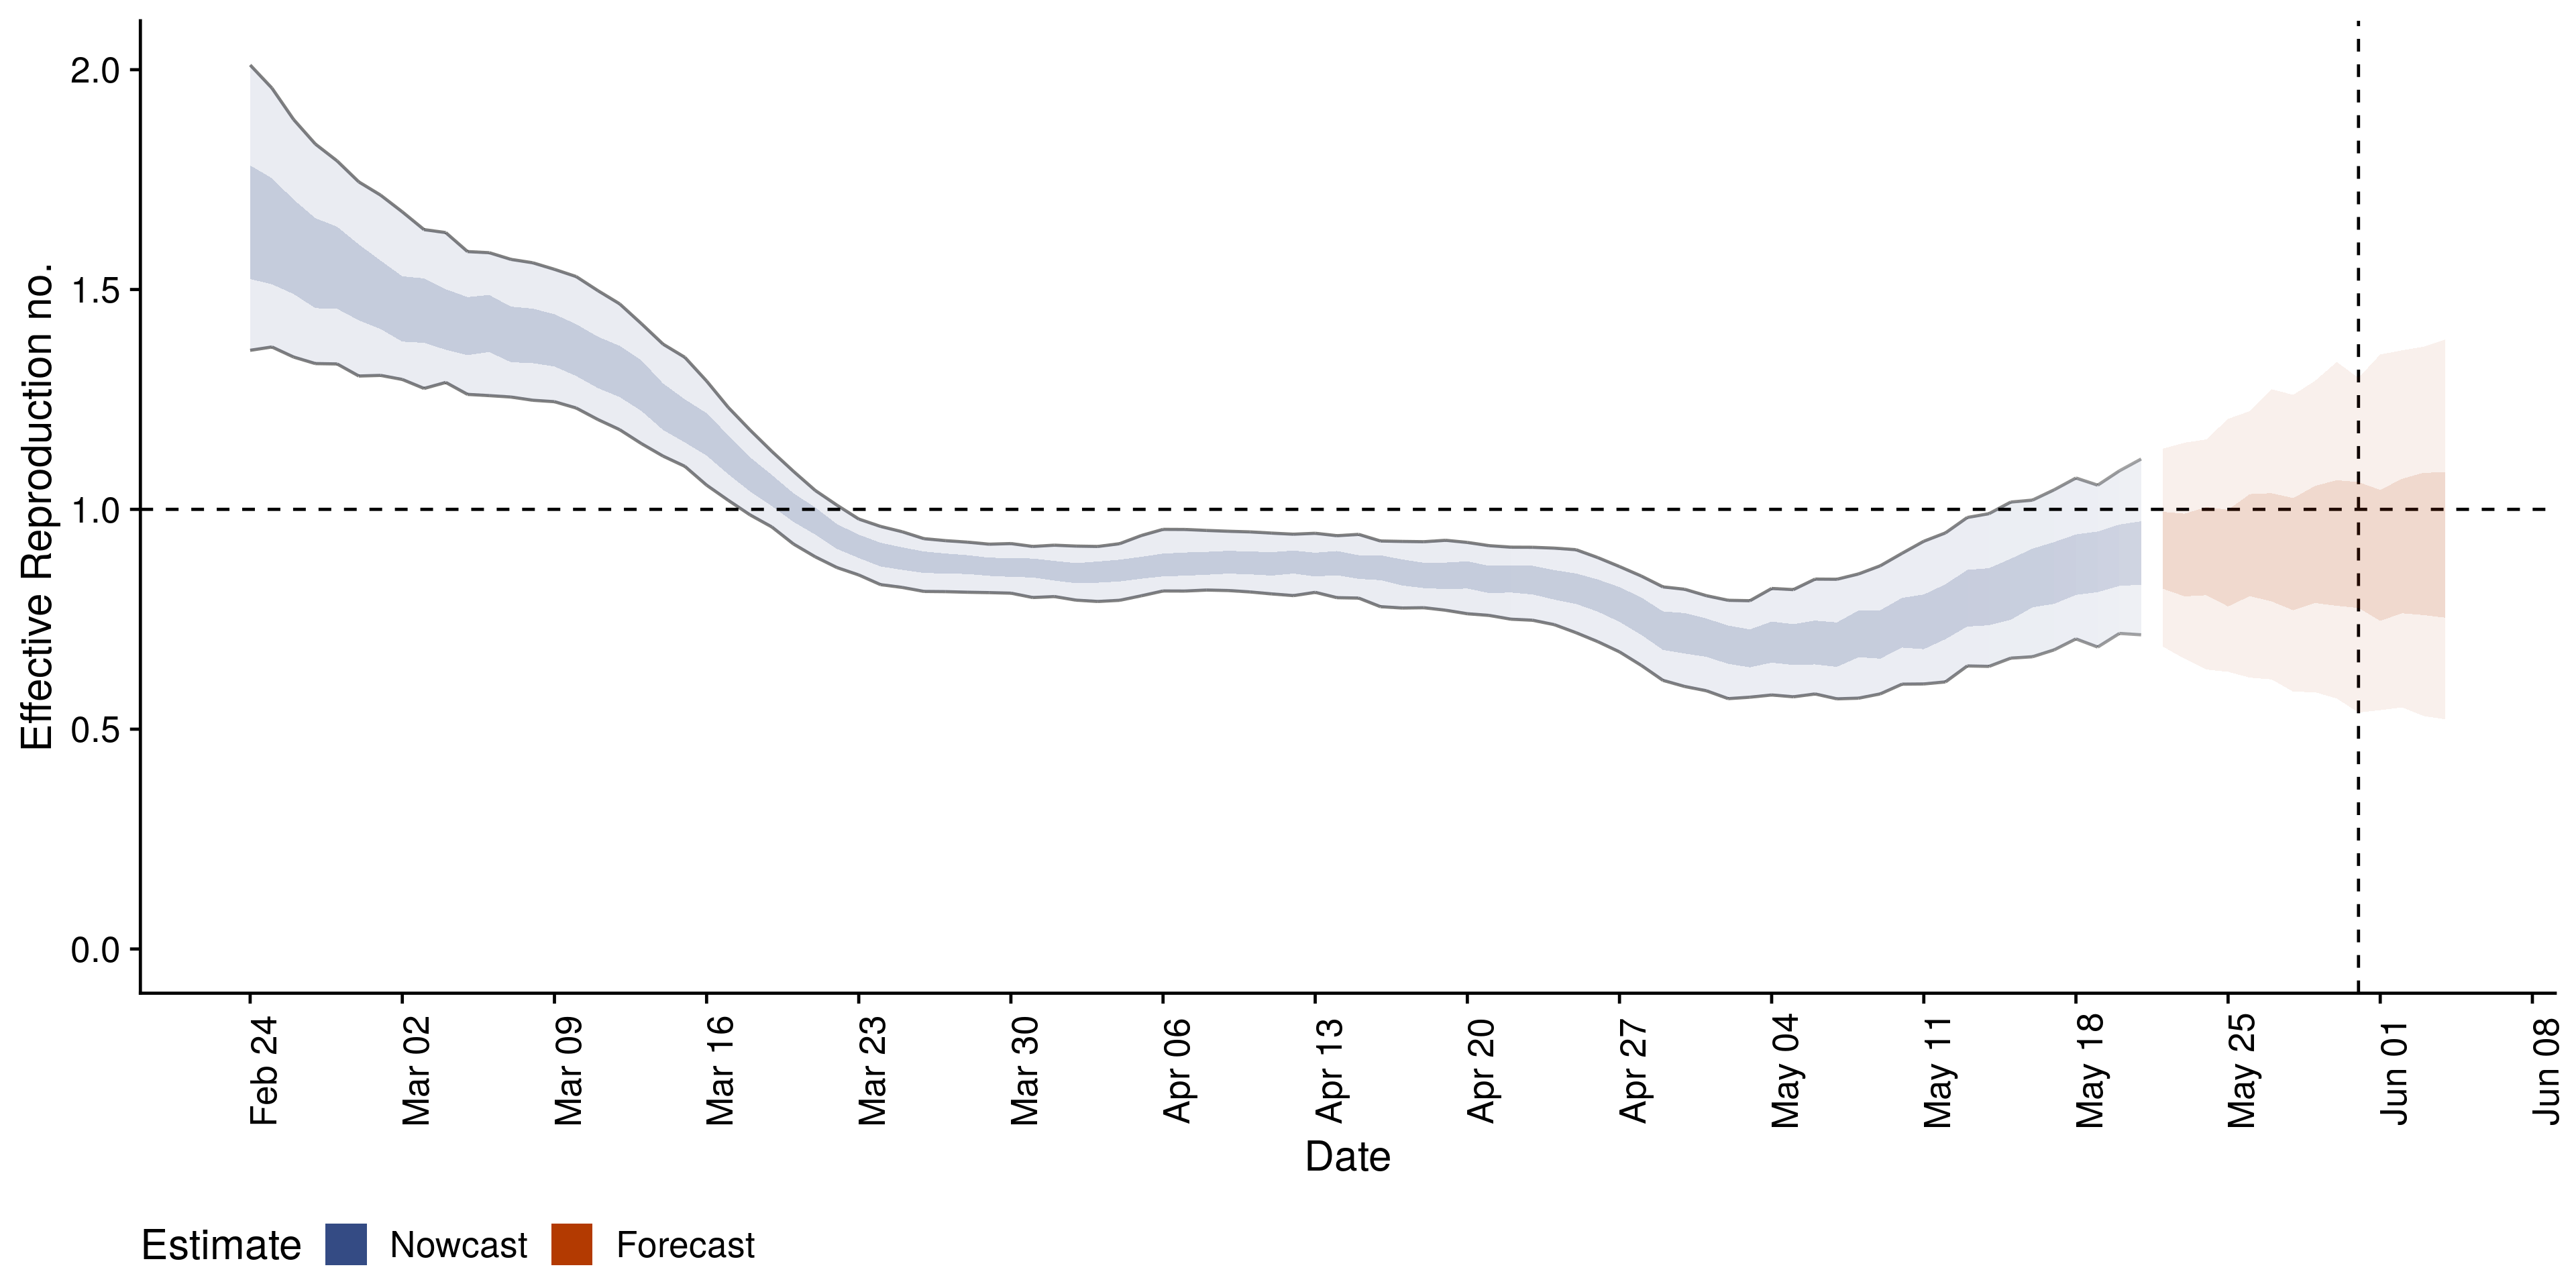 Effective Reproduction no.
2.0
1.5
1.0
0.5
0.0
Feb 24
Mar 02
Mar 09
Mar 16
Mar 23
Mar 30
Apr 06
Apr 13
Apr 20
Apr 27
May 04
May 11
May 18
May 25
Jun 01
Jun 08
Date
Estimate Nowcast Forecast